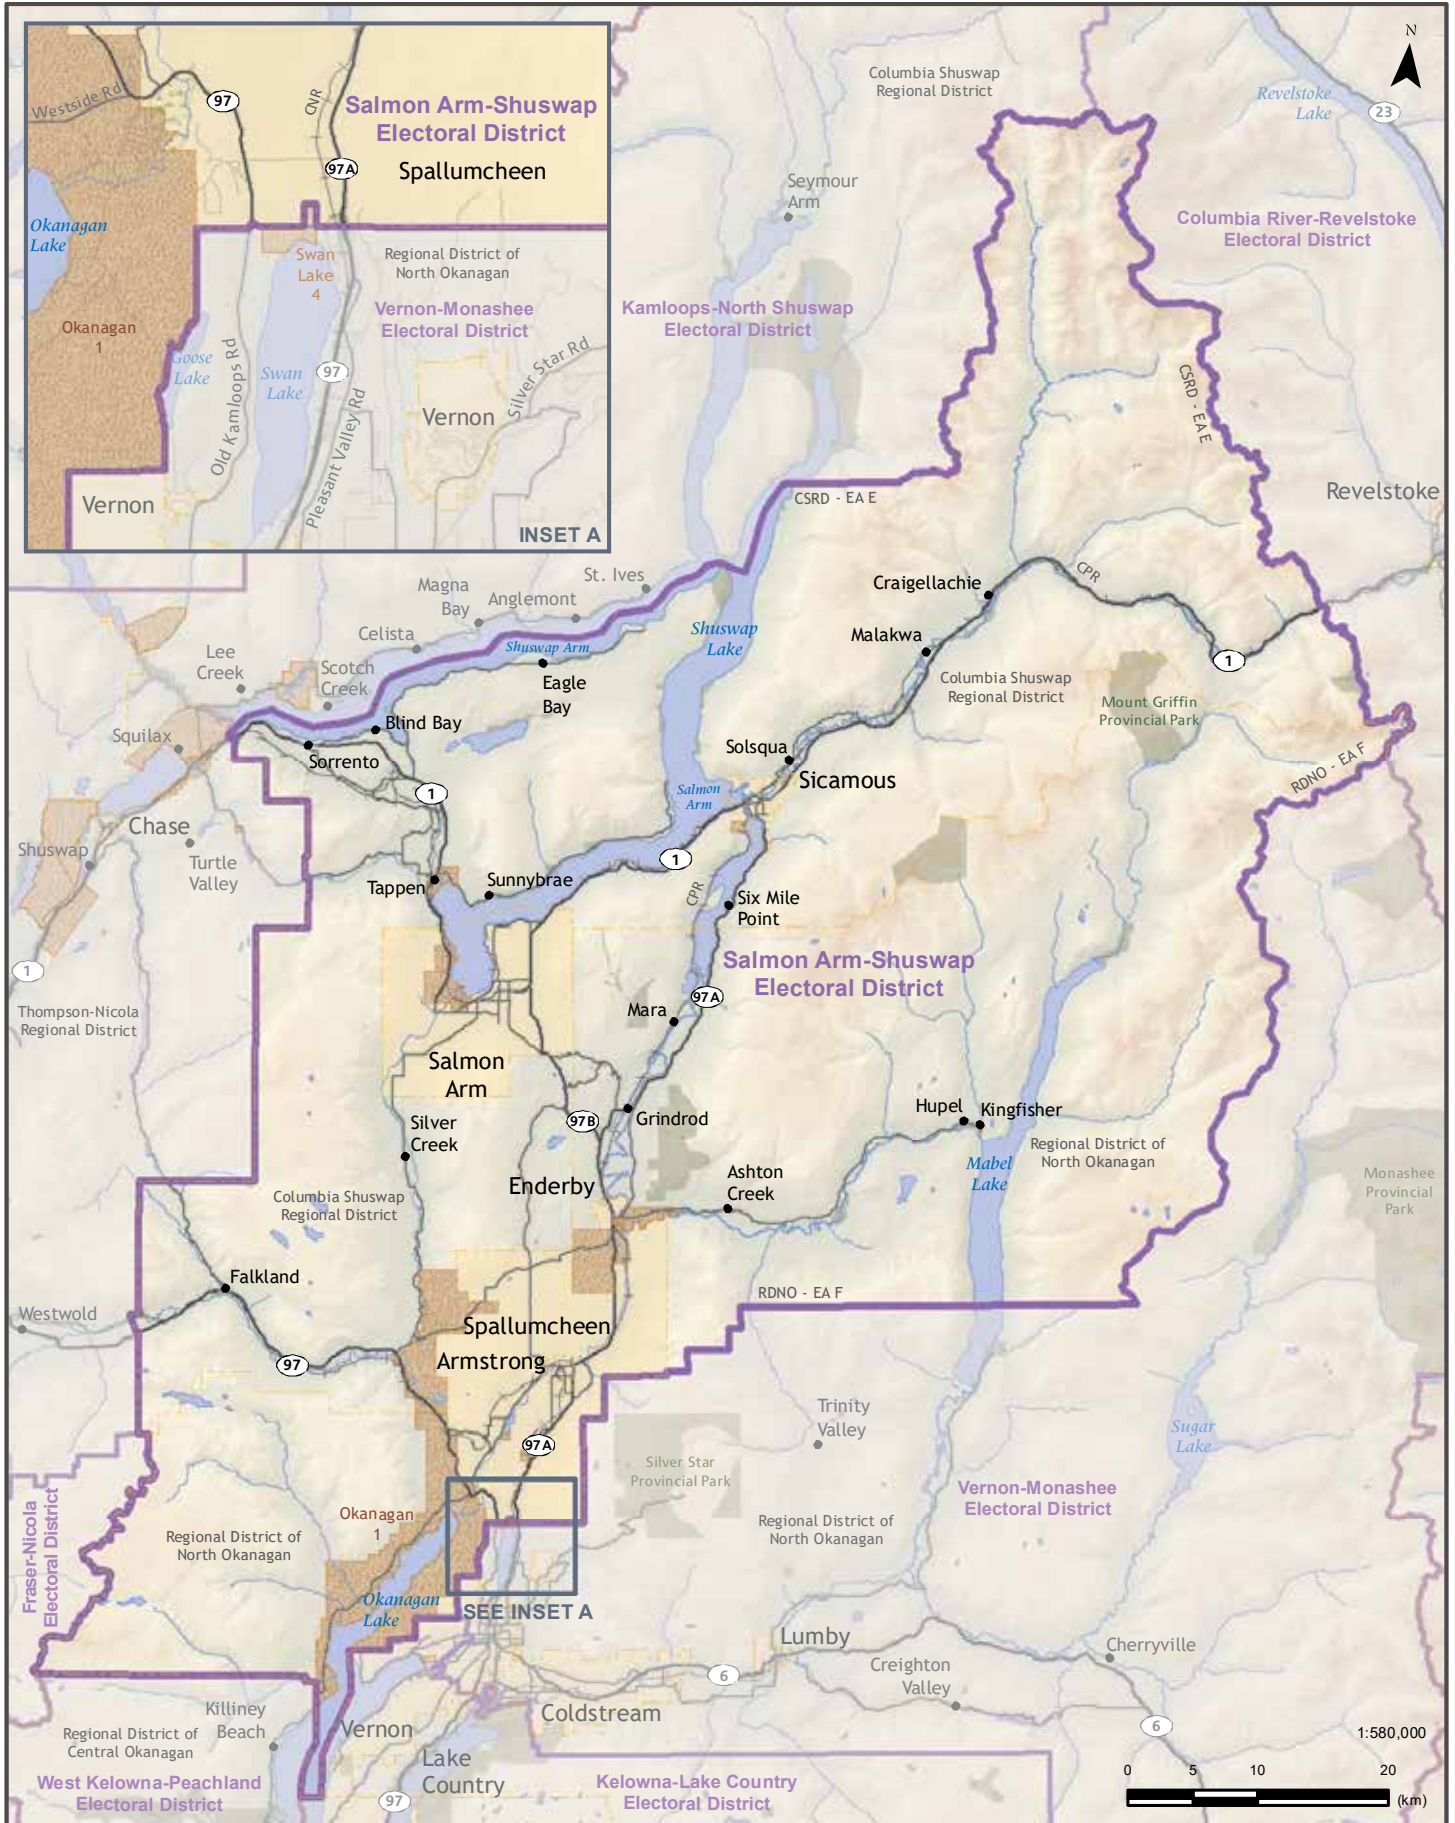 Westside Rd
97
CNR
Salmon Arm-Shuswap
Electoral District
97A
Spallumcheen
Okanagan
Lake
Swan
Lake
4
Regional District of
North Okanagan
Vernon-Monashee
Electoral District
Okanagan
1
Goose
Lake
Old Kamloops Rd
Swan
Lake
97
Pleasant Valley Rd
Silver Star Rd
Vernon
Vernon
INSET A
N
Columbia Shuswap
Regional District
Revelstoke
Lake
23
Seymour
Arm
Columbia River-Revelstoke
Electoral District
Kamloops-North Shuswap
Electoral District
CSRD - EA E
CSRD - EA E
Revelstoke
St. Ives
Magna
Bay
Anglemont
Celista
Shuswap Arm
Shuswap
Lake
Craigellachie
CPR
Malakwa
Lee
Creek
Scotch
Creek
Eagle
Bay
Columbia Shuswap
Regional District
1
Mount Griffin
Provincial Park
Squilax
Blind Bay
Sorrento
Solsqua
Sicamous
RDNO - EA F
1
Salmon
Arm
Chase
Shuswap
Turtle
Valley
1
Tappen
Sunnybrae
CPR
Six Mile
Point
Salmon Arm-Shuswap
Electoral District
1
97A
Thompson-Nicola
Regional District
Mara
Salmon
Arm
97B
Grindrod
Hupel
Kingfisher
Silver
Creek
Regional District of
North Okanagan
Mabel
Lake
Ashton
Creek
Enderby
Columbia Shuswap
Regional District
Monashee
Provincial
Park
Falkland
RDNO - EA F
Westwold
Spallumcheen
Armstrong
97
Trinity
Valley
Sugar
Lake
97A
Silver Star
Provincial Park
Vernon-Monashee
Electoral District
Fraser-Nicola
Electoral District
Okanagan
1
Regional District of
North Okanagan
Regional District of
North Okanagan
Okanagan
Lake
SEE INSET A
Lumby
Cherryville
Creighton
Valley
6
Killiney
Beach
Coldstream
6
Vernon
Regional District of
Central Okanagan
Lake
Country
1:580,000
West Kelowna-Peachland
Electoral District
97
Kelowna-Lake Country
Electoral District
0 5 10 20
(km)